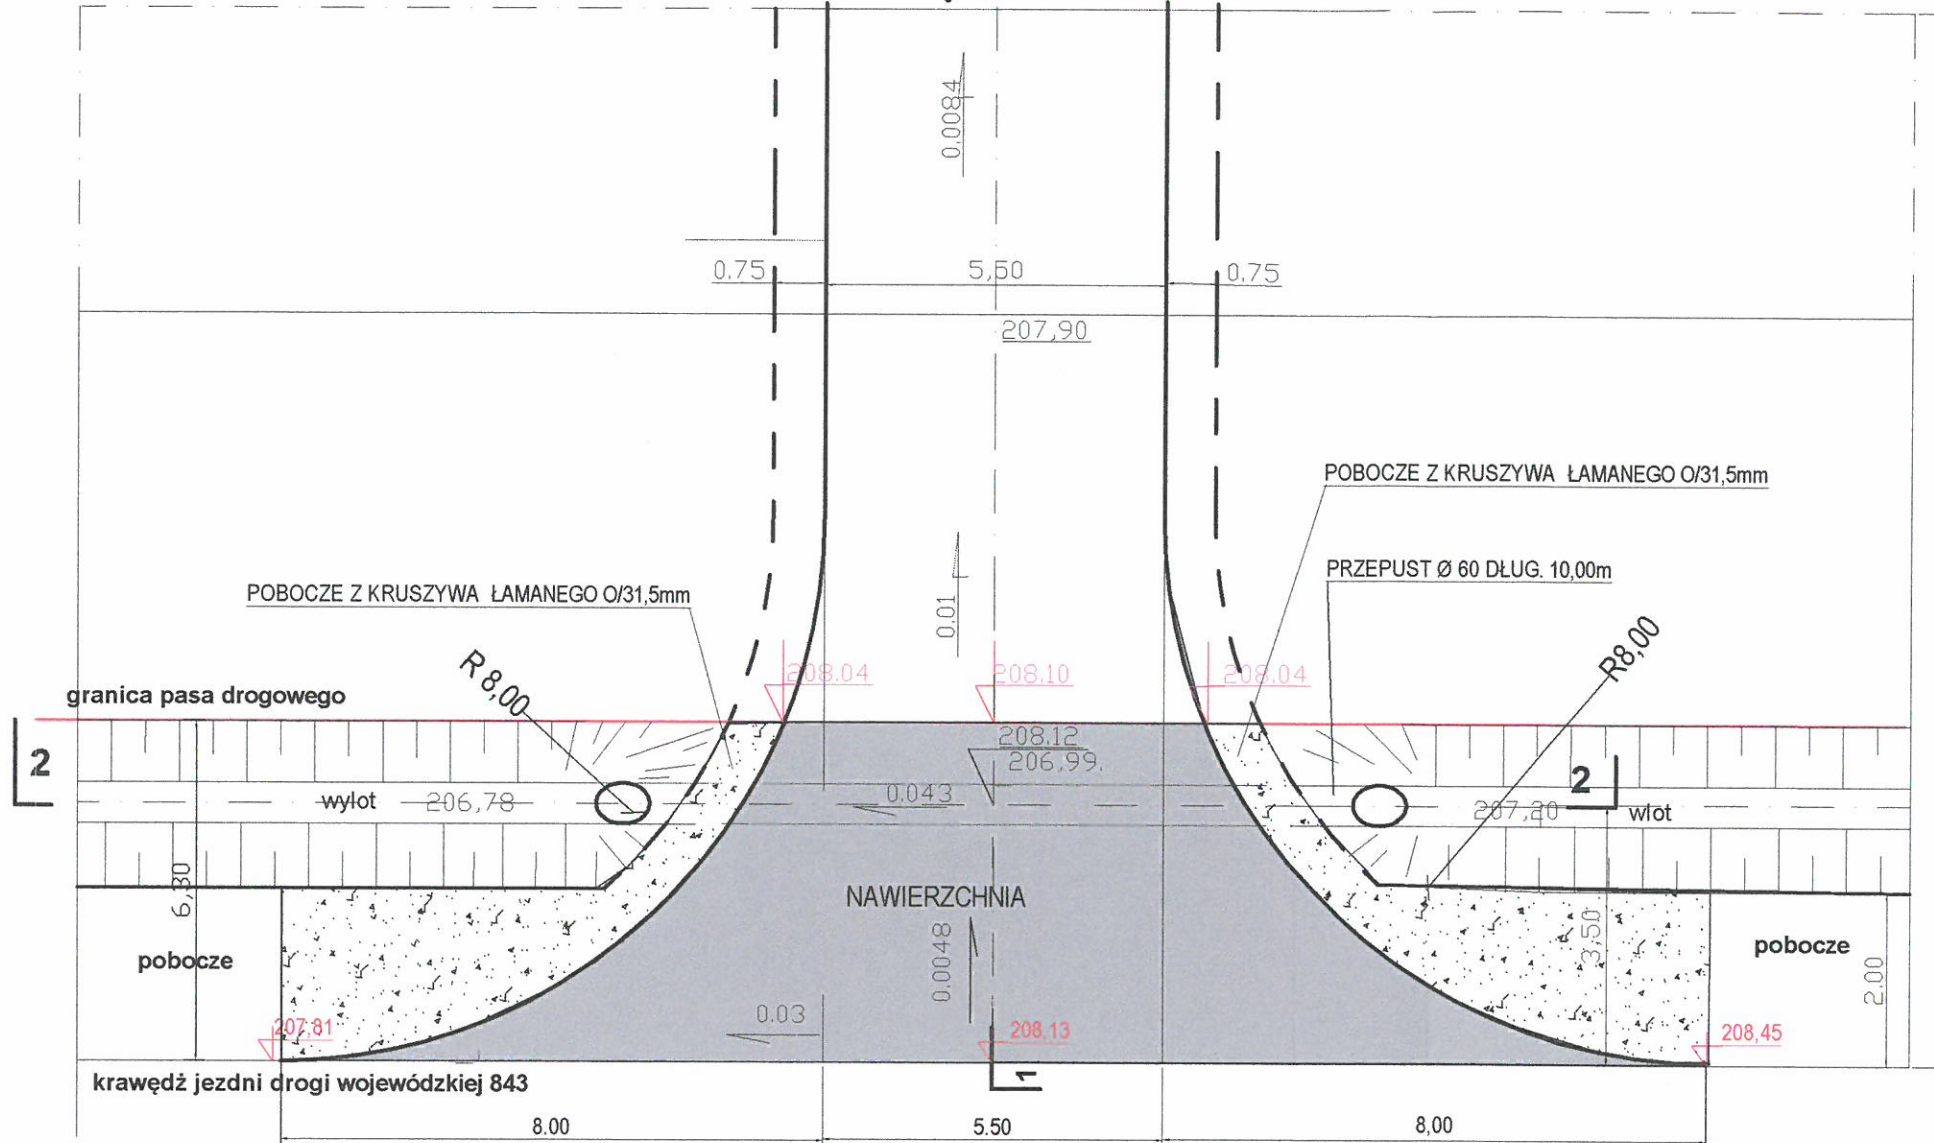 0.0084
0.75
5,50
0.75
207,90
POBOCZE Z KRUSZYWA ŁAMANEGO O/31,5mm
PRZEPUST Ø 60 DŁUG. 10,00m
POBOCZE Z KRUSZYWA ŁAMANEGO O/31,5mm
0.01
R 8,00
R8,00
208.04
208.10
208.04
granica pasa drogowego
208.12
206,99.
2
2
wylot
206,78
0.043
207,20
wlot
6,30
NAWIERZCHNIA
0.0048
3,50
2.00
pobocze
pobocze
207,81
0.03
208,13
208,45
1
krawędź jezdni drogi wojewódzkiej 843
8.00
5.50
8,00